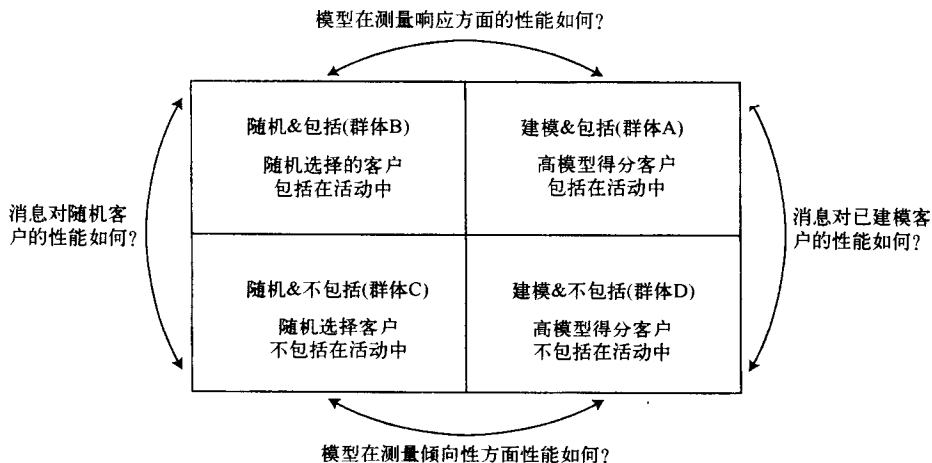 模型在测量响应方面的性能如何?
随机&包括(群体B)
随机选择的客户
包括在活动中
建模&包括(群体A)
高模型得分客户
包括在活动中
消息对随机客
户的性能如何?
消息对已建模客
户的性能如何?
随机&不包括(群体C)
随机选择客户
不包括在活动中
建模&不包括(群体D)
高模型得分客户
不包括在活动中
模型在测量倾向性方面性能如何?